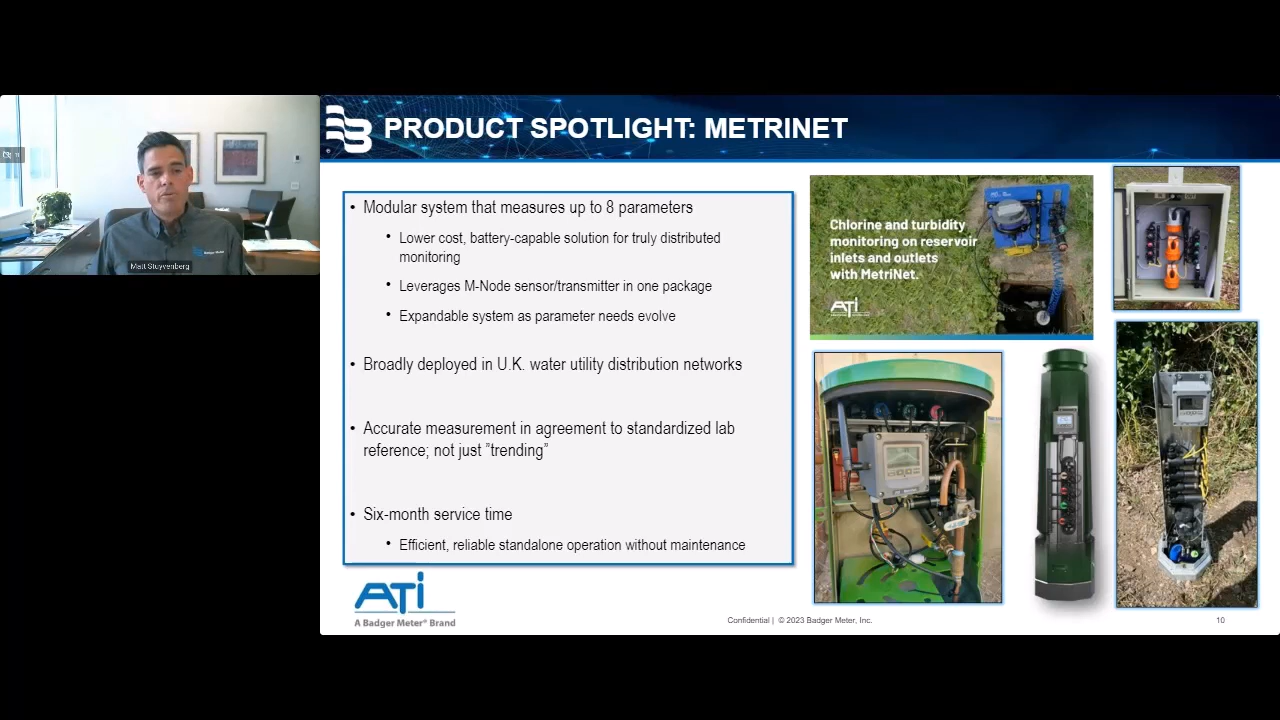 PRODUCT SPOTLIGHT: METRINET
Matt Stuyvenberg
• Modular system that measures up to 8 parameters
• Lower cost, battery-capable solution for truly distributed
monitoring
• Leverages M-Node sensor/transmitter in one package
• Expandable system as parameter needs evolve
• Broadly deployed in U.K. water utility distribution networks
• Accurate measurement in agreement to standardized lab
reference; not just ”trending”
• Six-month service time
• Efficient, reliable standalone operation without maintenance
Chlorine and turbidity
monitoring on reservoir
inlets and outlets
with MetriNet.
ATi
ATi
A Badger Meter® Brand
Confidential | © 2023 Badger Meter, Inc.
10